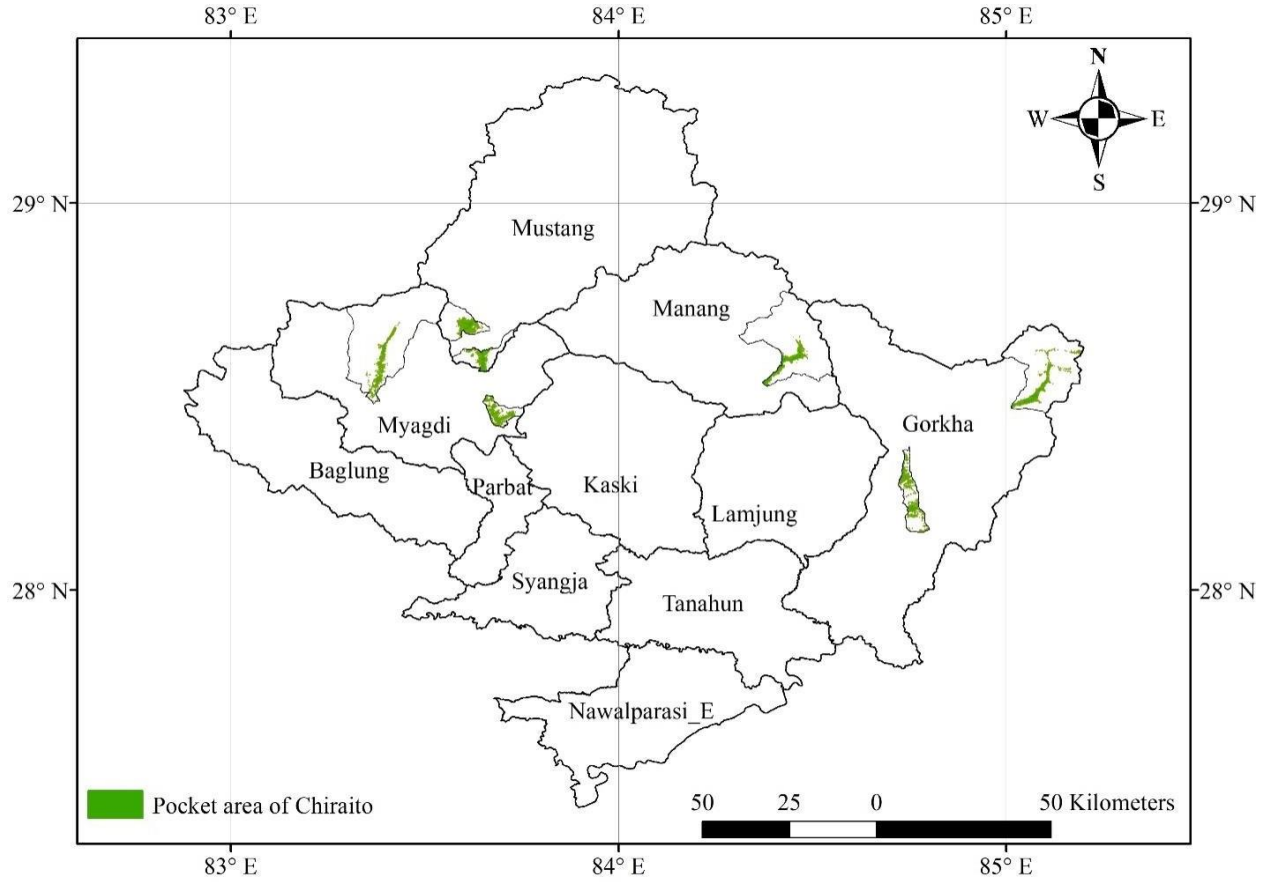 83° E 84° E 85° E
N
W E
S
29° N 29° N
Mustang
Manang
Gorkha
Myagdi
Baglung
Parbat
Kaski
Lamjung
Syangja
28° N 28° N
Tanahun
Nawalparasi_E
Pocket area of Chiraito
50 25 0 50 Kilometers
83° E 84° E 85° E